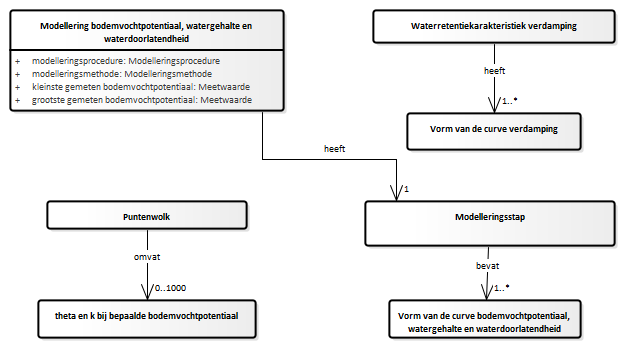 Modellering bodemvochtpotentiaal, watergehalte en
waterdoorlatendheid
+ modelleringsprocedure: Modelleringsprocedure
+ modelleringsmethode: Modelleringsmethode
+ kleinste gemeten bodemvochtpotentiaal: Meetwaarde
+ grootste gemeten bodemvochtpotentiaal: Meetwaarde
Waterretentiekarakteristiek verdamping
heeft
1..*
Vorm van de curve verdamping
heeft
1
Puntenwolk
Modelleringsstap
omvat
0..1000
bevat
1..*
theta en k bij bepaalde bodemvochtpotentiaal
Vorm van de curve bodemvochtpotentiaal,
watergehalte en waterdoorlatendheid